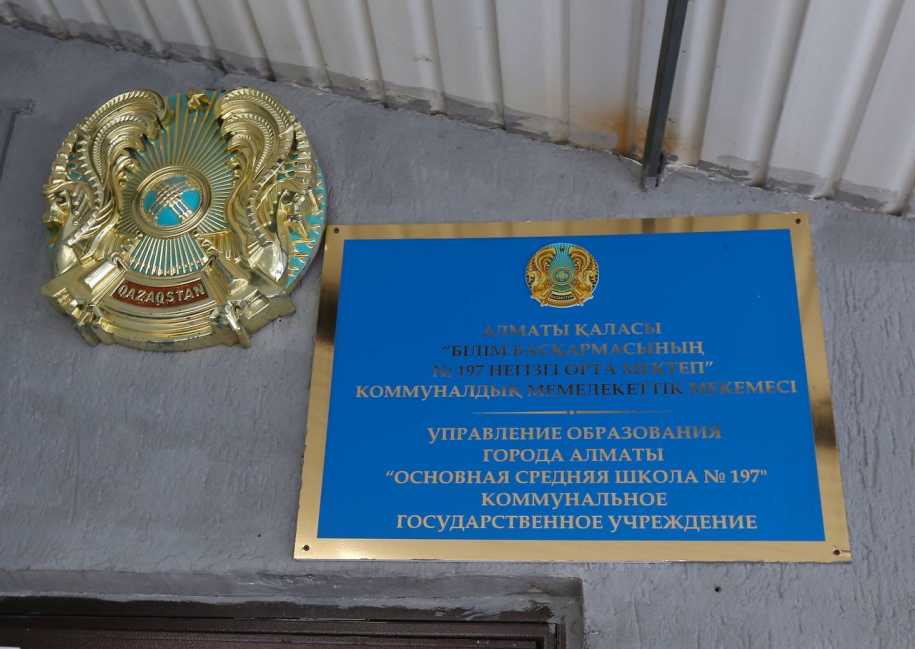 QAZAQSTAN
АЛМАТЫ ҚАЛАСЫ
"БІЛІМ БАСҚАРМАСЫНЫҢ
№ 197 НЕГІЗГІ ОРТА МЕКТЕП"
КОММУНАЛДЫҚ МЕМЛЕКЕТТІК МЕКЕМЕСІ
УПРАВЛЕНИЕ ОБРАЗОВАНИЯ
ГОРОДА АЛМАТЫ
"ОСНОВНАЯ СРЕДНЯЯ ШКОЛА № 197"
КОММУНАЛЬНОЕ
ГОСУДАРСТВЕННОЕ УЧРЕЖДЕНИЕ